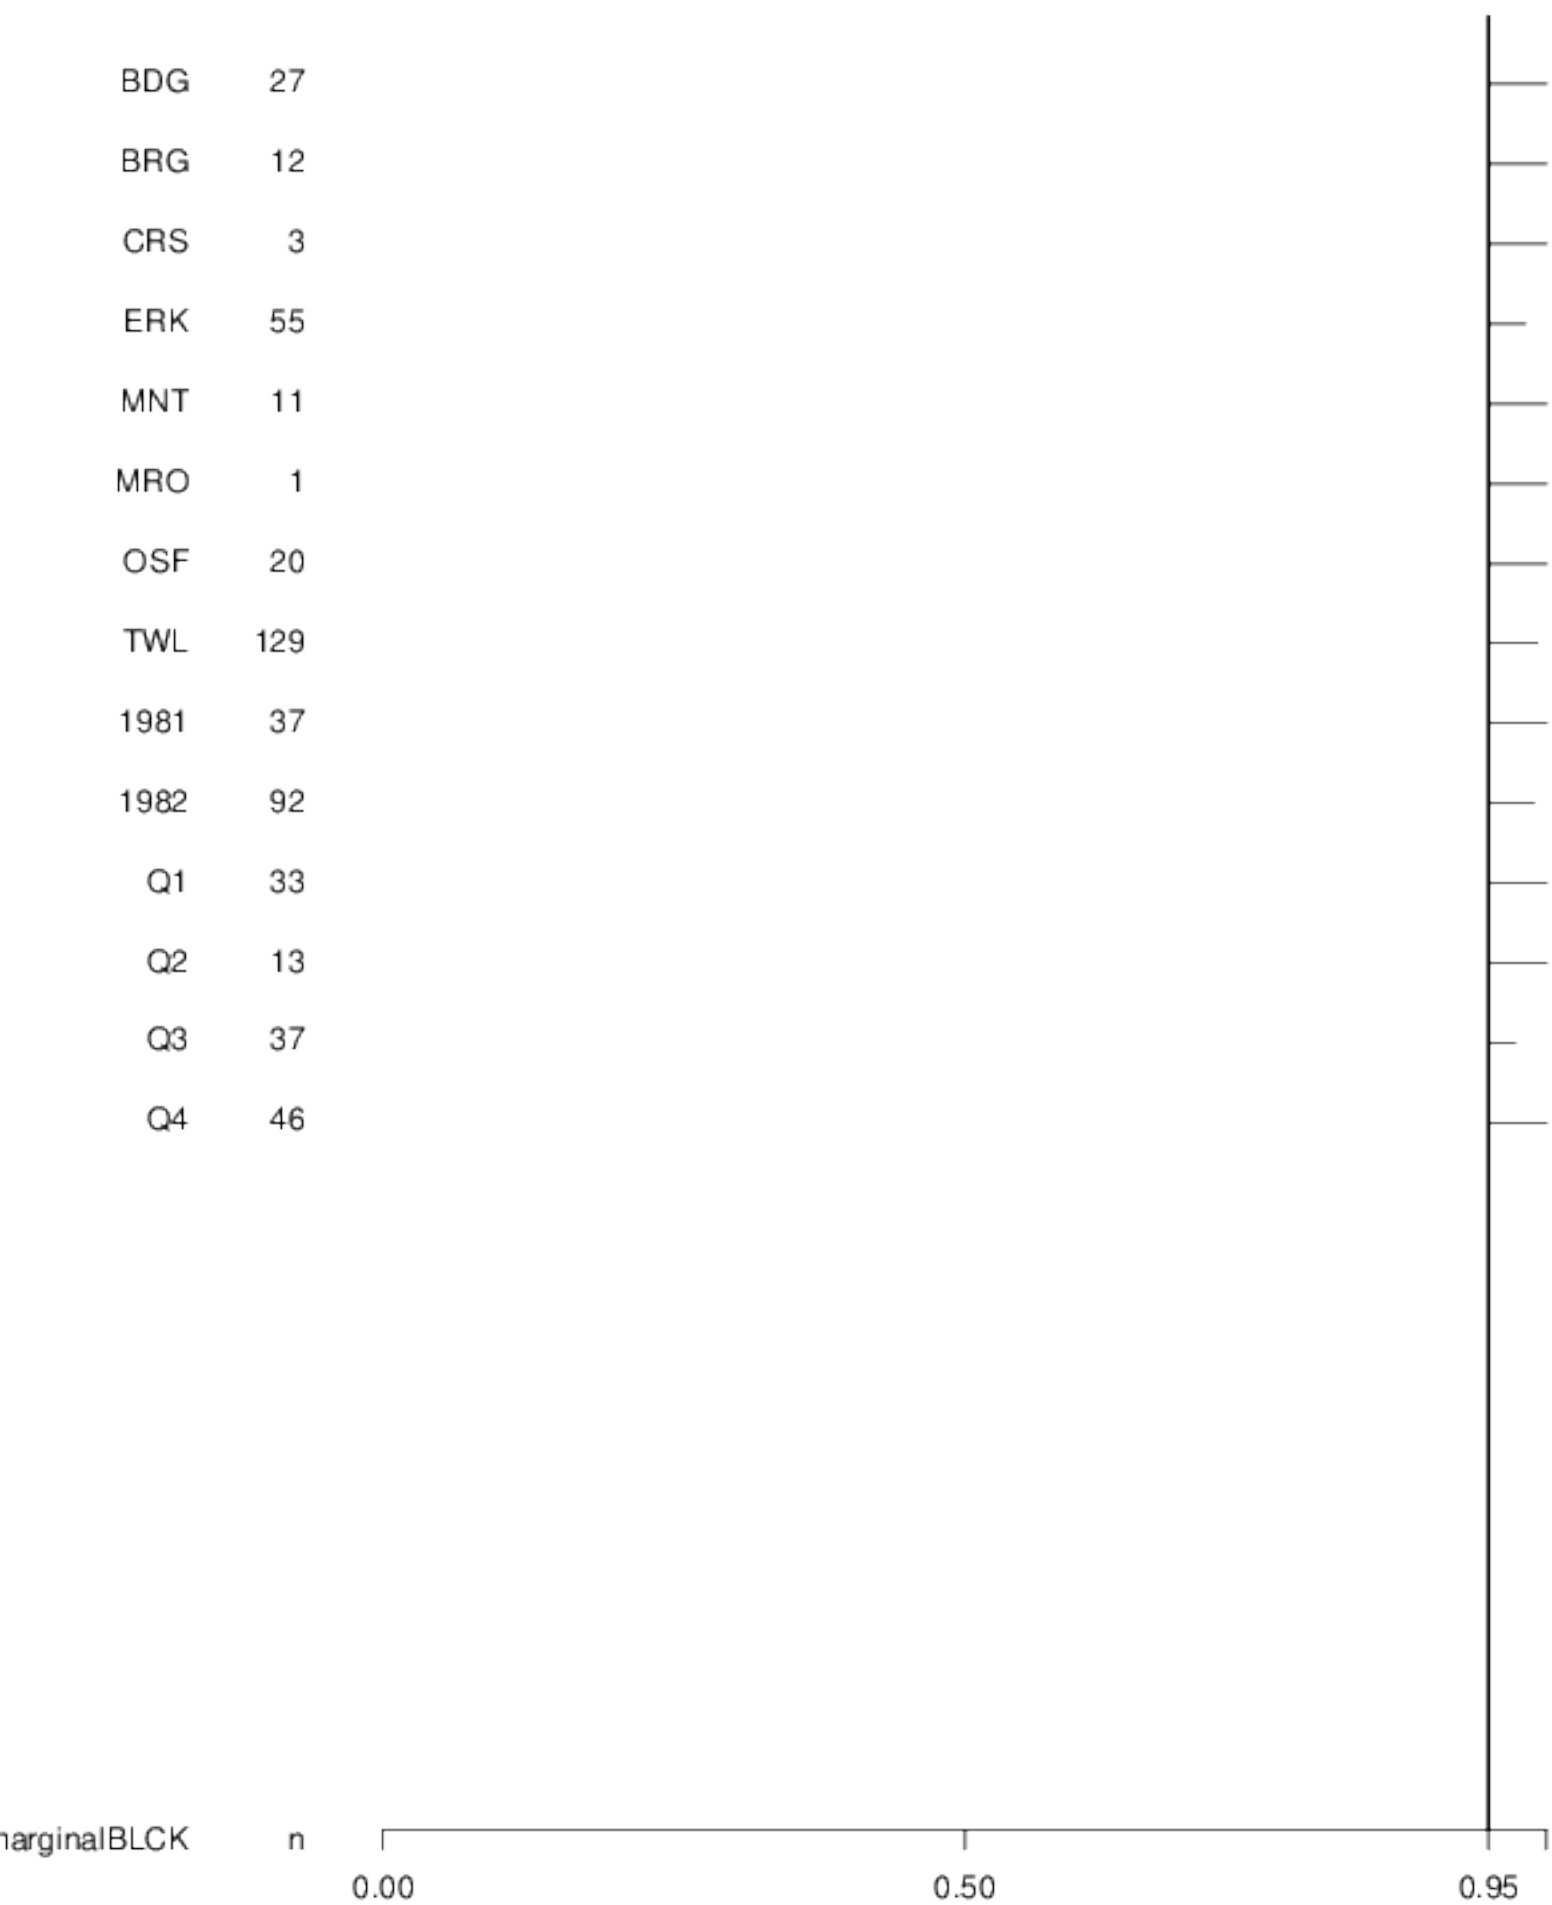 BDG 27
BRG 12
CRS 3
ERK 55
MNT 11
MRO 1
OSF 20
TWL 129
1981 37
1982 92
Q1 33
Q2 13
Q3 37
Q4 46
BLCK n
0.00 0.50 0.95